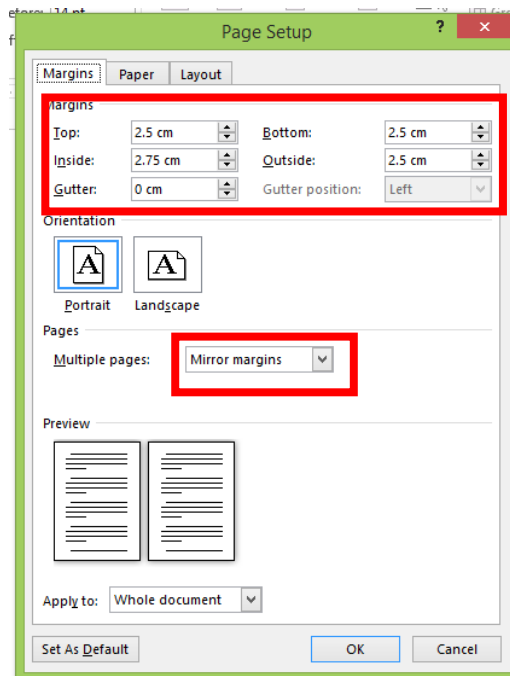 14 pt
Page Setup
? ×
Margins Paper Layout
Margins
Top: 2.5 cm Bottom: 2.5 cm
Inside: 2.75 cm Outside: 2.5 cm
Gutter: 0 cm Gutter position: Left
Orientation
A A
Portrait Landscape
Pages
Multiple pages: Mirror margins
Preview
Apply to: Whole document
Set As Default OK Cancel